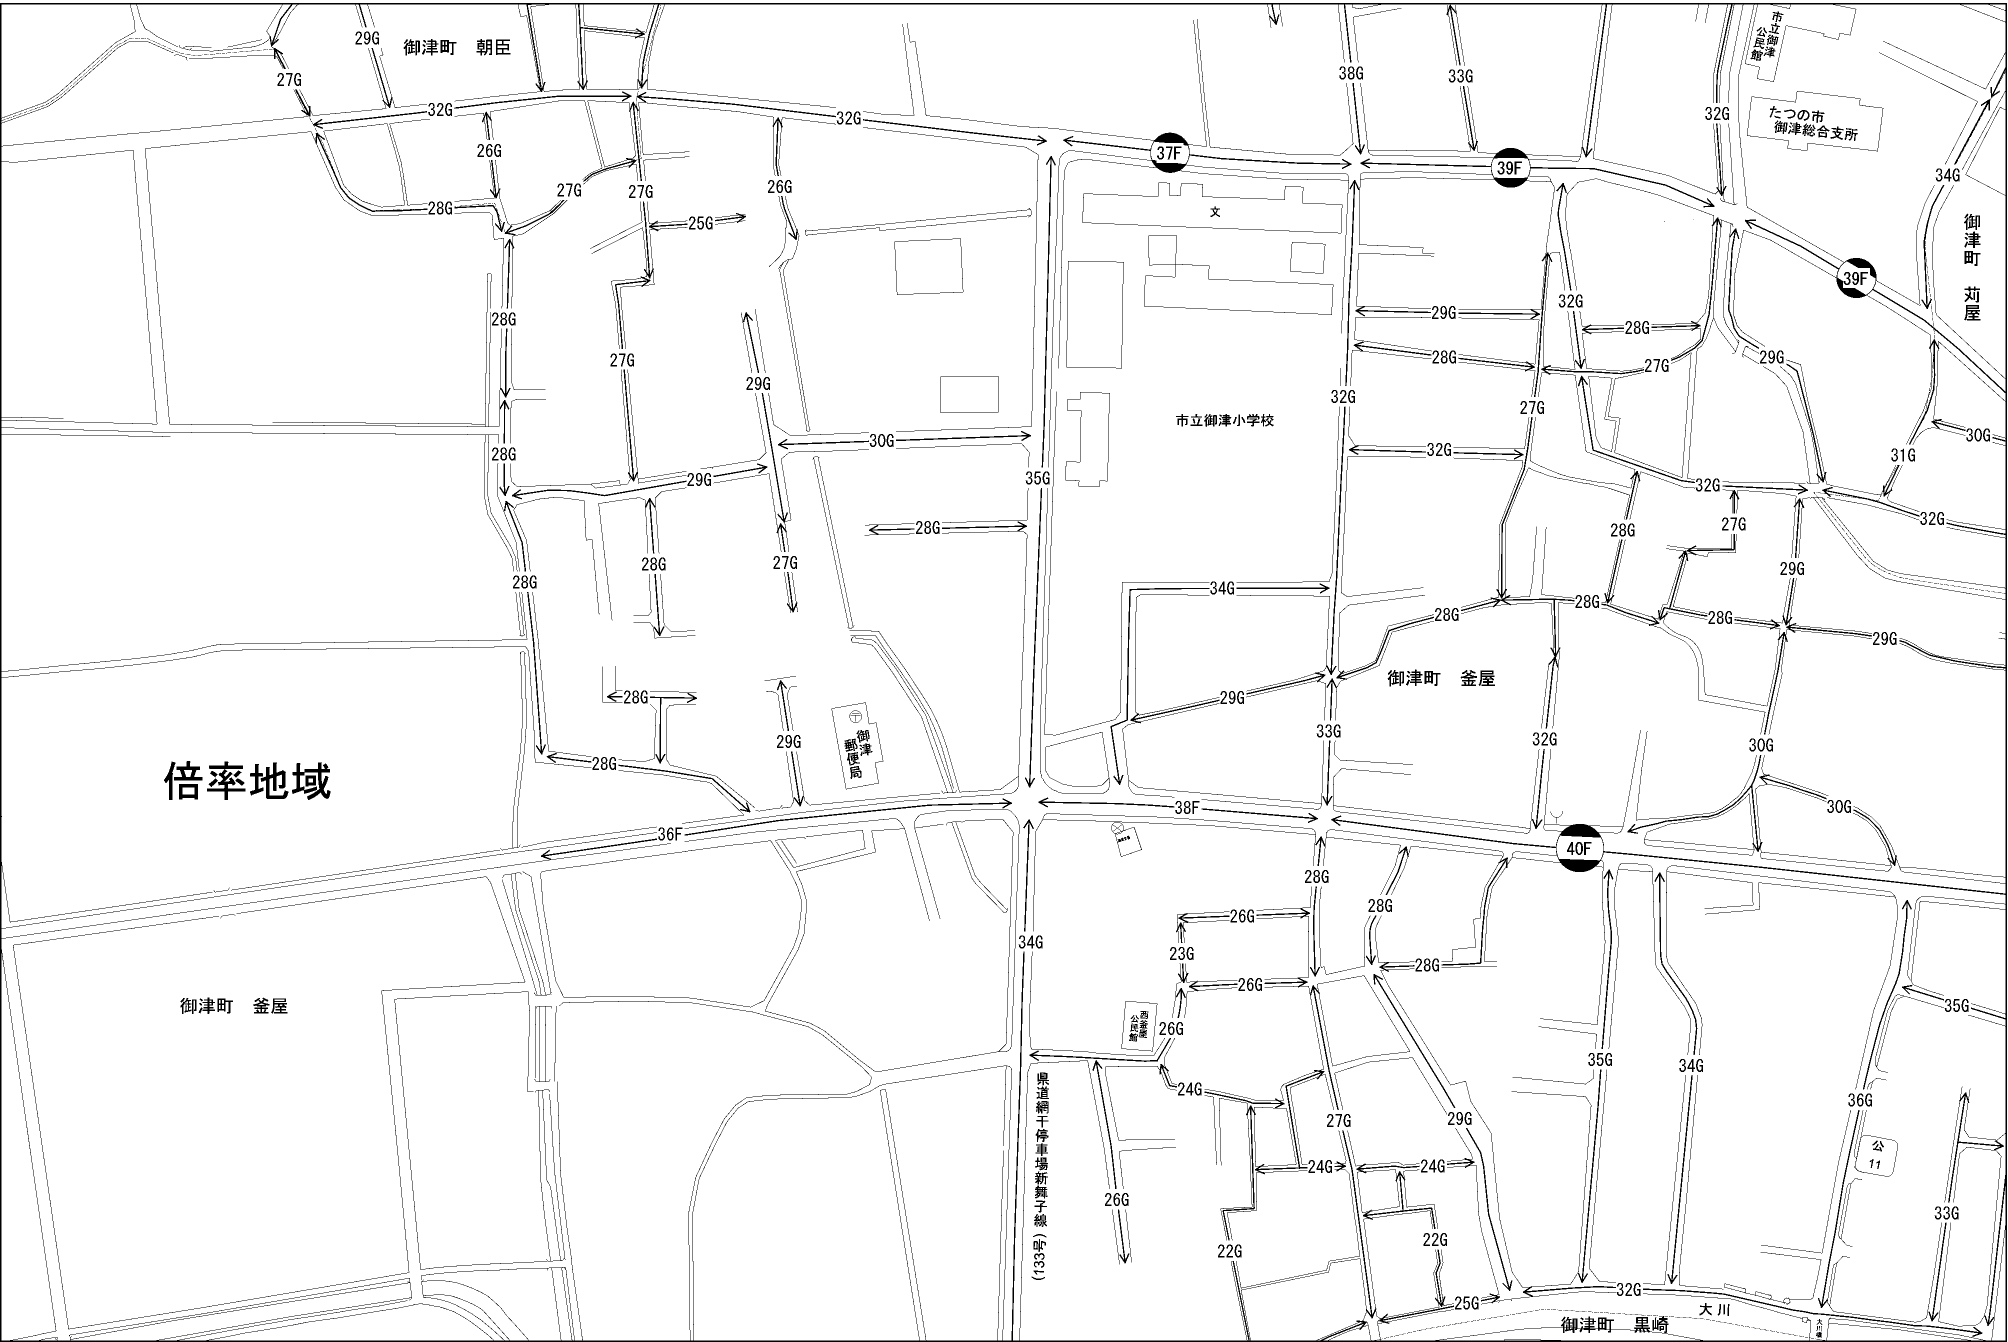 29G
御津町　朝臣
27G
32G
26G
27G
28G
27G
25G
26G
32G
37F
38G
33G
39F
32G
市立御津
公民館
たつの市
御津総合支所
34G
御津町　苅屋
39F
28G
27G
29G
28G
30G
29G
28G
28G
28G
27G
35G
文
市立御津小学校
32G
29G
28G
32G
27G
32G
28G
27G
29G
30G
31G
32G
32G
28G
27G
29G
34G
28G
28G
28G
29G
29G
御津町　釜屋
33G
32G
30G
30G
28G
28G
29G
御津
郵便局
〒
倍率地域
36F
38F
40F
28G
28G
26G
23G
28G
26G
34G
御津町　釜屋
西釜屋
公民館
26G
24G
県道網干停車場新舞子線(133号)
26G
27G
29G
24G
24G
22G
22G
25G
35G
34G
35G
36G
公
11
33G
32G
大川
御津町　黒崎